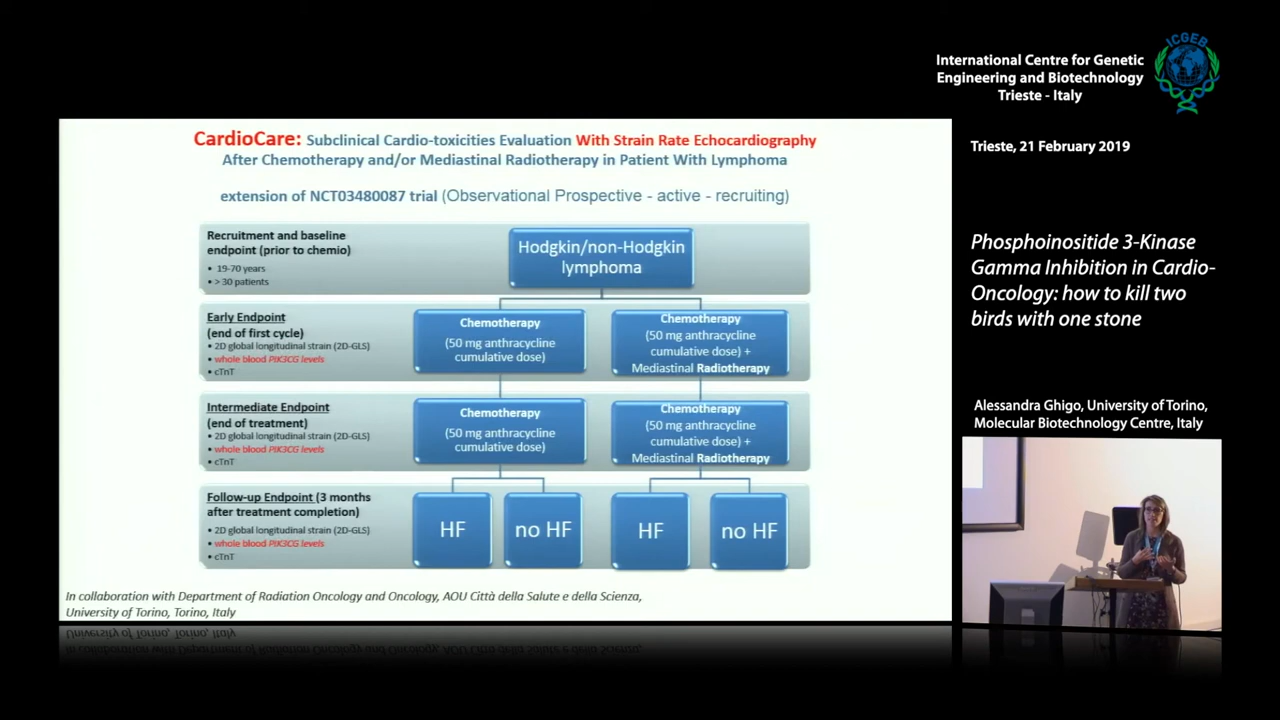 ICGEB
International Centre for Genetic
Engineering and Biotechnology
Trieste - Italy
Trieste, 21 February 2019
Phosphoinositide 3-Kinase
Gamma Inhibition in Cardio-
Oncology: how to kill two
birds with one stone
Alessandra Ghigo, University of Torino,
Molecular Biotechnology Centre, Italy
CardioCare: Subclinical Cardio-toxicities Evaluation With Strain Rate Echocardiography
After Chemotherapy and/or Mediastinal Radiotherapy in Patient With Lymphoma
extension of NCT03480087 trial (Observational Prospective - active - recruiting)
Recruitment and baseline
endpoint (prior to chemio)
• 19-70 years
• > 30 patients
Hodgkin/non-Hodgkin
lymphoma
Early Endpoint
(end of first cycle)
• 2D global longitudinal strain (2D-GLS)
• whole blood PIK3CG levels
• cTnT
Chemotherapy
(50 mg anthracycline
cumulative dose)
Chemotherapy
(50 mg anthracycline
cumulative dose) +
Mediastinal Radiotherapy
Intermediate Endpoint
(end of treatment)
• 2D global longitudinal strain (2D-GLS)
• whole blood PIK3CG levels
• cTnT
Chemotherapy
(50 mg anthracycline
cumulative dose)
Chemotherapy
(50 mg anthracycline
cumulative dose) +
Mediastinal Radiotherapy
Follow-up Endpoint (3 months
after treatment completion)
• 2D global longitudinal strain (2D-GLS)
• whole blood PIK3CG levels
• cTnT
HF
no HF
HF
no HF
In collaboration with Department of Radiation Oncology and Oncology, AOU Città della Salute e della Scienza,
University of Torino, Torino, Italy